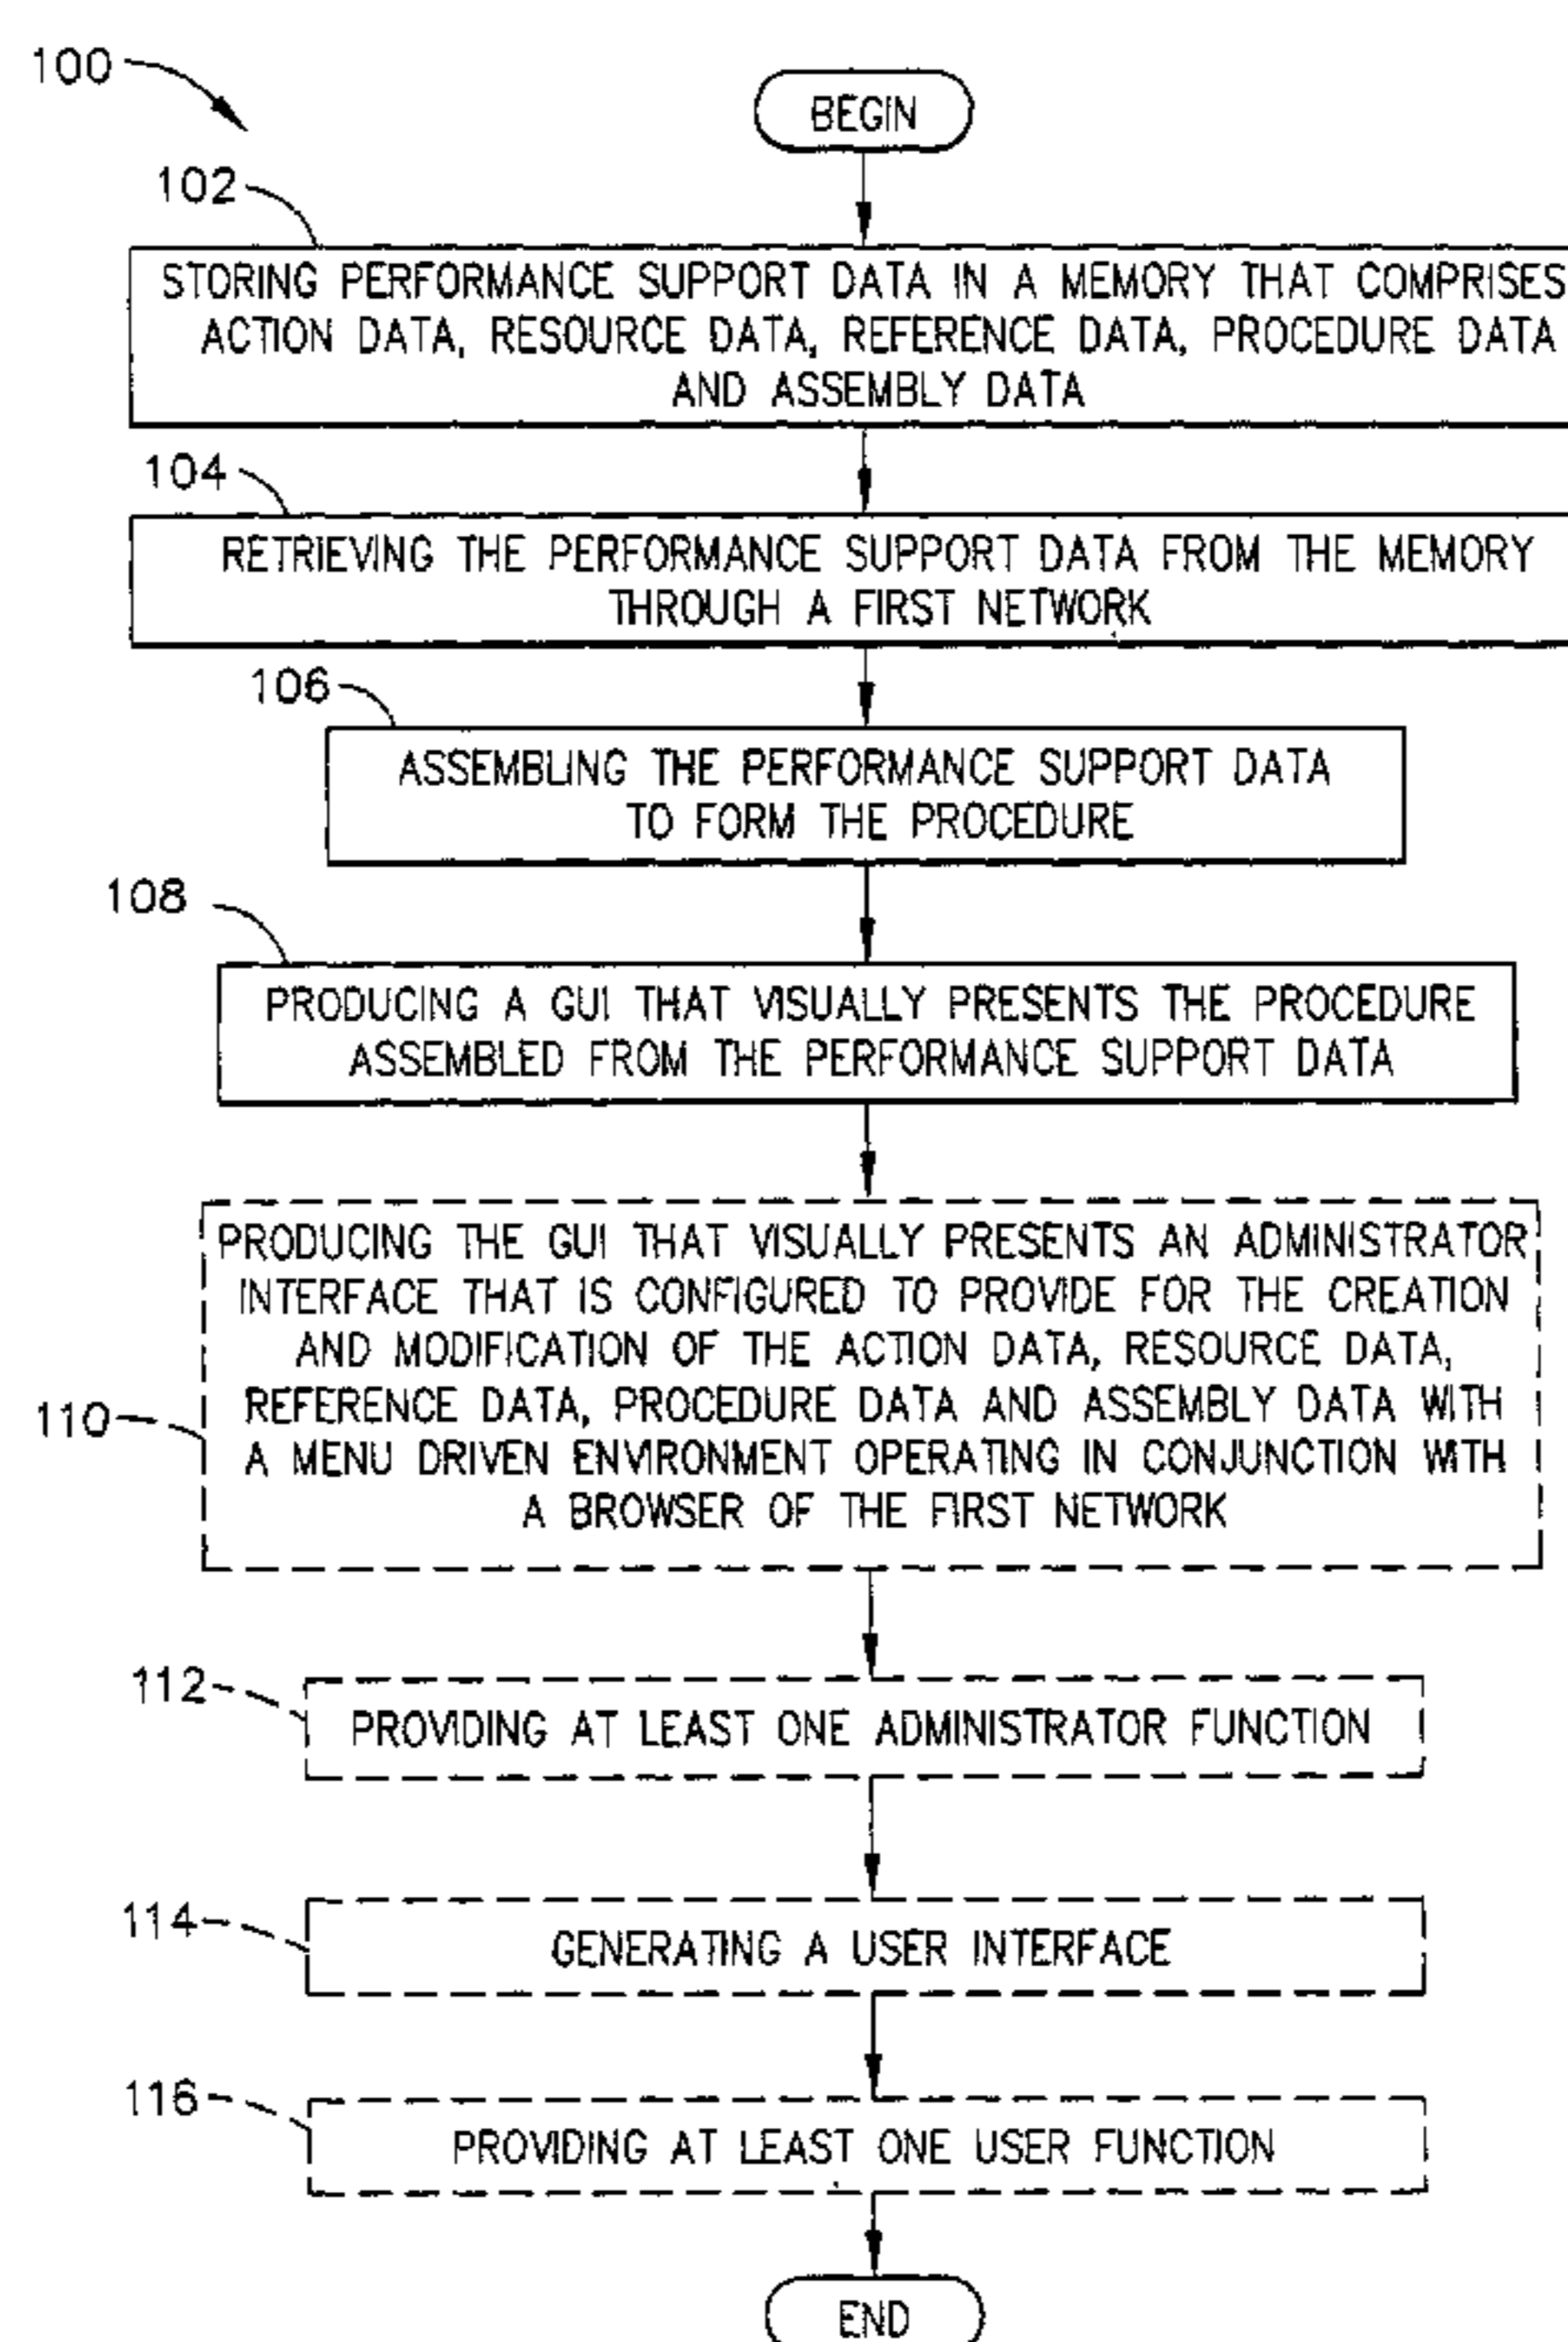 100
BEGIN
102
STORING PERFORMANCE SUPPORT DATA IN A MEMORY THAT COMPRISES
ACTION DATA, RESOURCE DATA, REFERENCE DATA, PROCEDURE DATA
AND ASSEMBLY DATA
104
RETRIEVING THE PERFORMANCE SUPPORT DATA FROM THE MEMORY
THROUGH A FIRST NETWORK
106
ASSEMBLING THE PERFORMANCE SUPPORT DATA
TO FORM THE PROCEDURE
108
PRODUCING A GUI THAT VISUALLY PRESENTS THE PROCEDURE
ASSEMBLED FROM THE PERFORMANCE SUPPORT DATA
110
PRODUCING THE GUI THAT VISUALLY PRESENTS AN ADMINISTRATOR
INTERFACE THAT IS CONFIGURED TO PROVIDE FOR THE CREATION
AND MODIFICATION OF THE ACTION DATA, RESOURCE DATA,
REFERENCE DATA, PROCEDURE DATA AND ASSEMBLY DATA WITH
A MENU DRIVEN ENVIRONMENT OPERATING IN CONJUNCTION WITH
A BROWSER OF THE FIRST NETWORK
112
PROVIDING AT LEAST ONE ADMINISTRATOR FUNCTION
114
GENERATING A USER INTERFACE
116
PROVIDING AT LEAST ONE USER FUNCTION
END